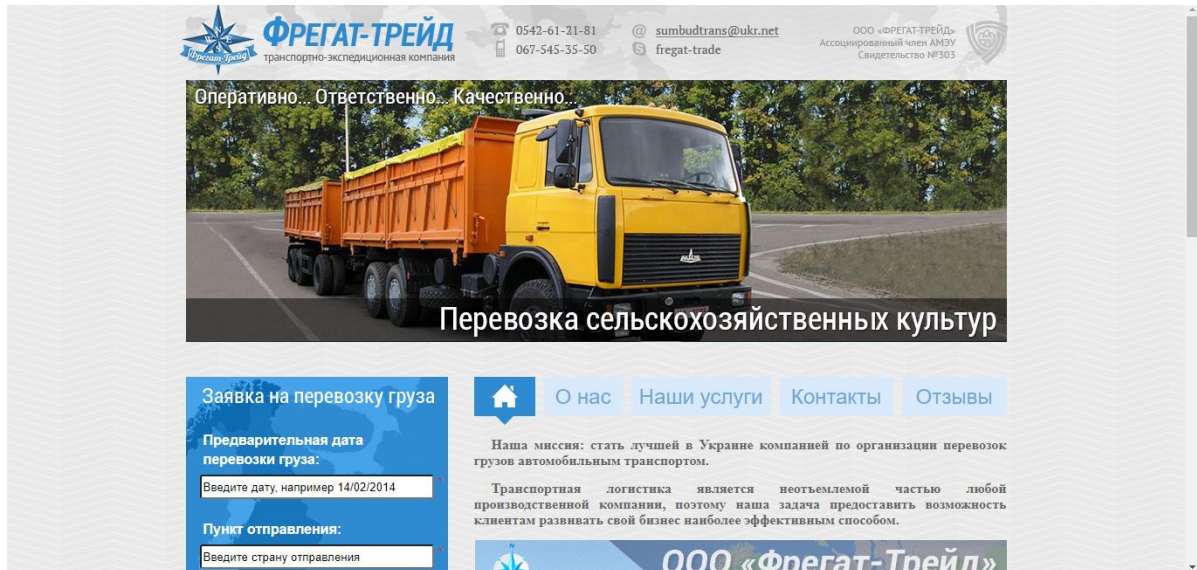 ФРЕГАТ-ТРЕЙД
транспортно-экспедиционная компания
Фрегат-Трейд
0542-61-21-81
067-545-35-50
sumbudtrans@ukr.net
fregat-trade
ООО «ФРЕГАТ-ТРЕЙД»
Ассоциированный член АМЭУ
Свидетельство №303
Оперативно... Ответственно... Качественно...
Перевозка сельскохозяйственных культур
Заявка на перевозку груза
Предварительная дата
перевозки груза:
Введите дату, например 14/02/2014 *
Пункт отправления:
Введите страну отправления *
О нас
Наши услуги
Контакты
Отзывы
Наша миссия: стать лучшей в Украине компанией по организации перевозок
грузов автомобильным транспортом.
Транспортная логистика является неотъемлемой частью любой
производственной компании, поэтому наша задача предоставить возможность
клиентам развивать свой бизнес наиболее эффективным способом.
N
ООО «Фрегат-Трейд»